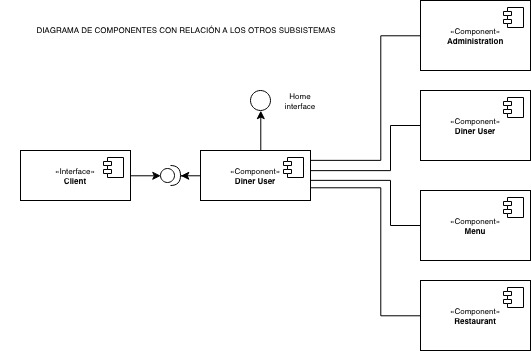 DIAGRAMA DE COMPONENTES CON RELACIÓN A LOS OTROS SUBSISTEMAS
«Component»
Administration
Home
interface
«Component»
Diner User
«Interface»
Client
«Component»
Diner User
«Component»
Menu
«Component»
Restaurant